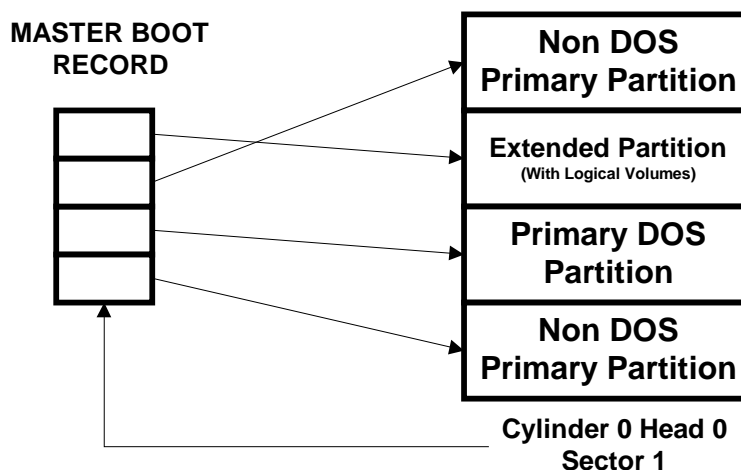 MASTER BOOT
RECORD
Non DOS
Primary Partition
Extended Partition
(With Logical Volumes)
Primary DOS
Partition
Non DOS
Primary Partition
Cylinder 0 Head 0
Sector 1